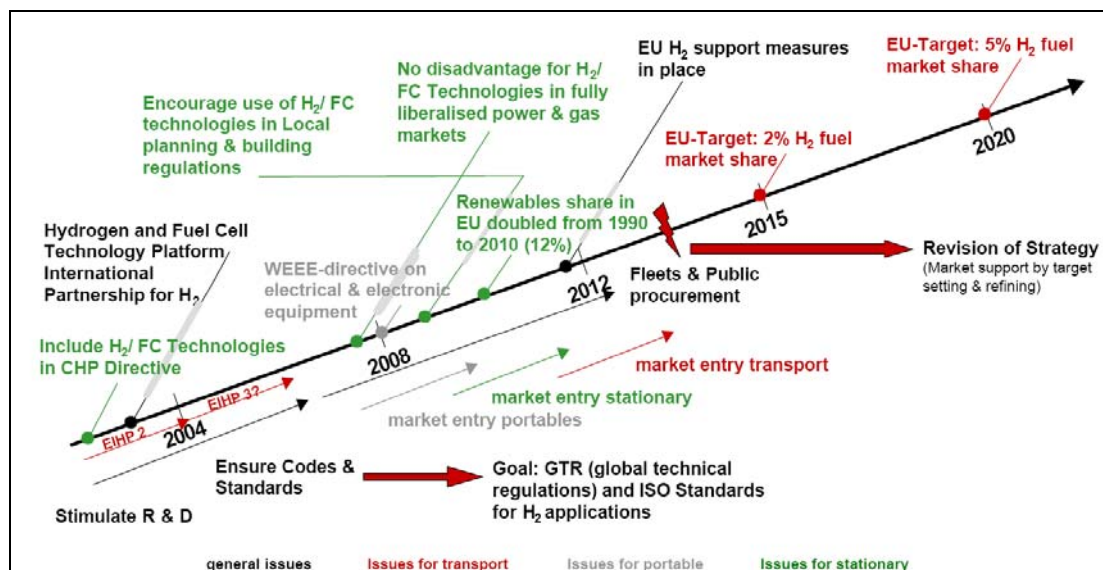 EU H2 support measures
in place
EU-Target: 5% H2 fuel
market share
No disadvantage for H2/
FC Technologies in fully
liberalised power & gas
markets
Encourage use of H2/ FC
technologies in Local
planning & building
regulations
EU-Target: 2% H2 fuel
market share
2020
Renewables share in
EU doubled from 1990
to 2010 (12%)
2015
Hydrogen and Fuel Cell
Technology Platform
International
Partnership for H2
WEEE-directive on
electrical & electronic
equipment
2012
Fleets & Public
procurement
Revision of Strategy
(Market support by target
setting & refining)
Include H2/ FC Technologies
in CHP Directive
2008
market entry transport
market entry stationary
market entry portables
EIHP 2
EIHP 3?
2004
Ensure Codes &
Standards
Goal: GTR (global technical
regulations) and ISO Standards
for H2 applications
Stimulate R & D
general issues
Issues for transport
Issues for portable
Issues for stationary